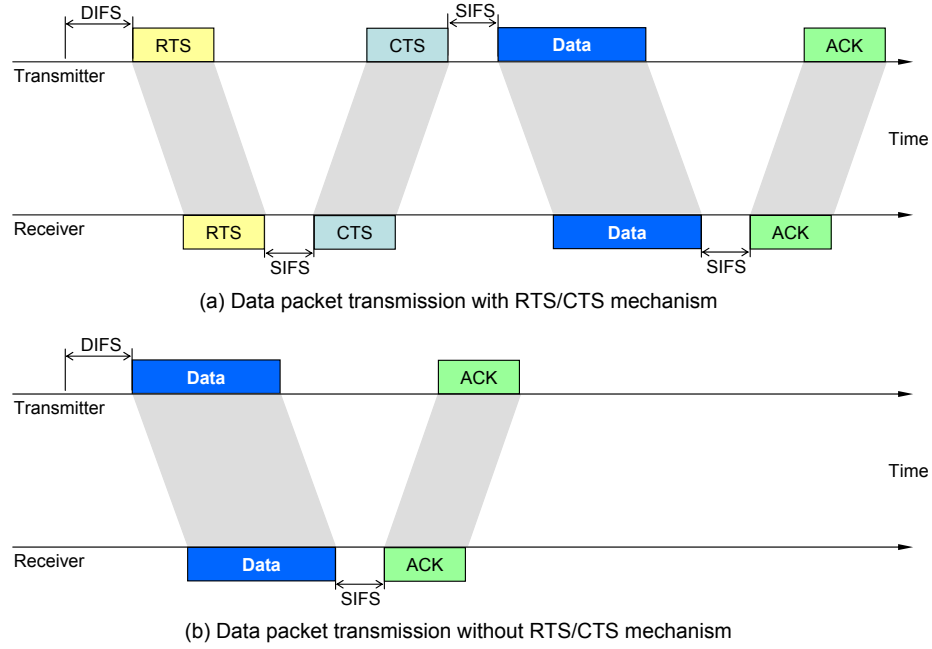 DIFS
SIFS
RTS
CTS
Data
ACK
Transmitter
Time
Receiver
RTS
CTS
Data
ACK
SIFS
SIFS
(a) Data packet transmission with RTS/CTS mechanism
DIFS
Data
ACK
Transmitter
Time
Receiver
Data
ACK
SIFS
(b) Data packet transmission without RTS/CTS mechanism